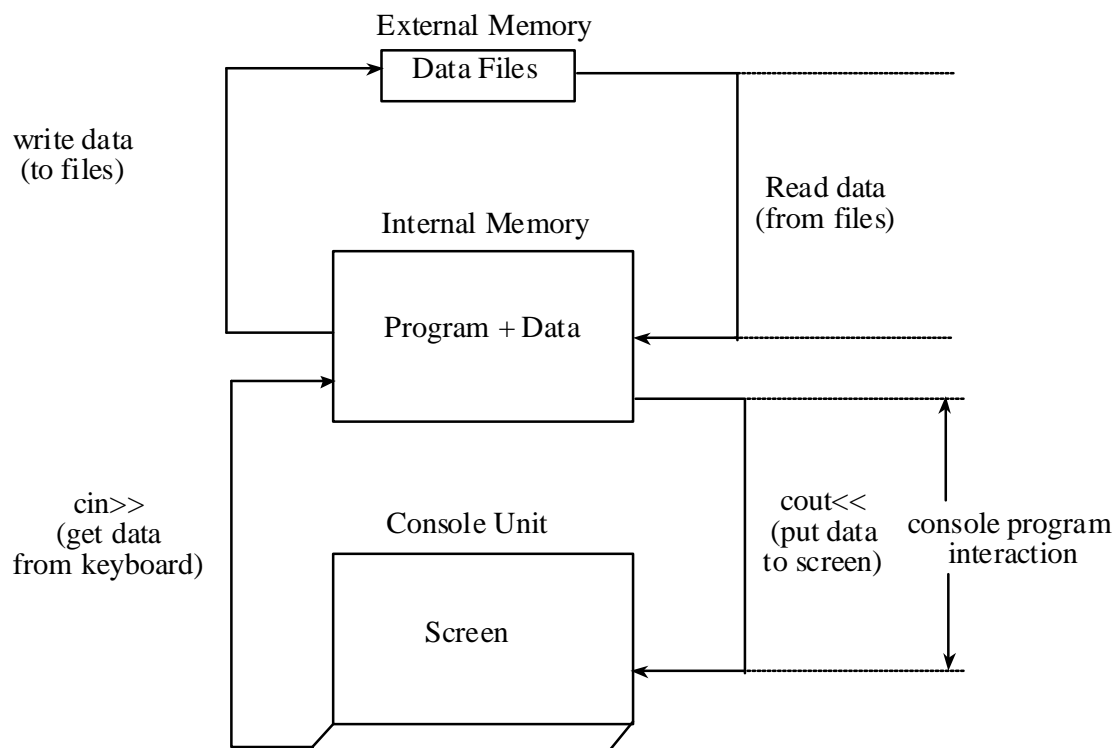 External Memory
Data Files
write data
(to files)
Read data
(from files)
Internal Memory
Program + Data
cin>>
(get data
from keyboard)
Console Unit
cout<<
(put data
to screen)
console program
interaction
Screen